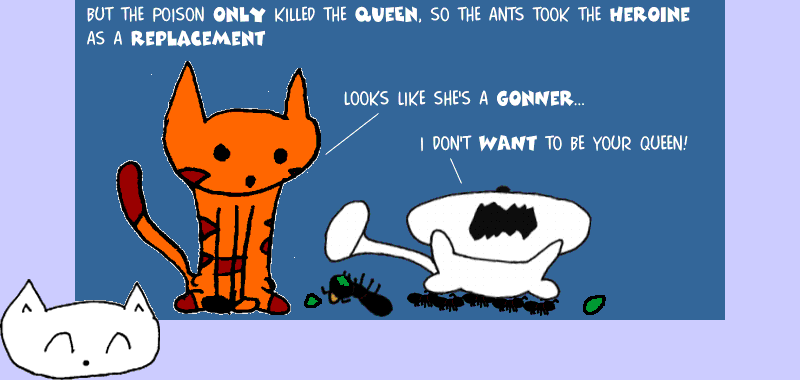 BUT THE POISON ONLY KILLED THE QUEEN, SO THE ANTS TOOK THE HEROINE
AS A REPLACEMENT
LOOKS LIKE SHE'S A GONNER...
I DON'T WANT TO BE YOUR QUEEN!